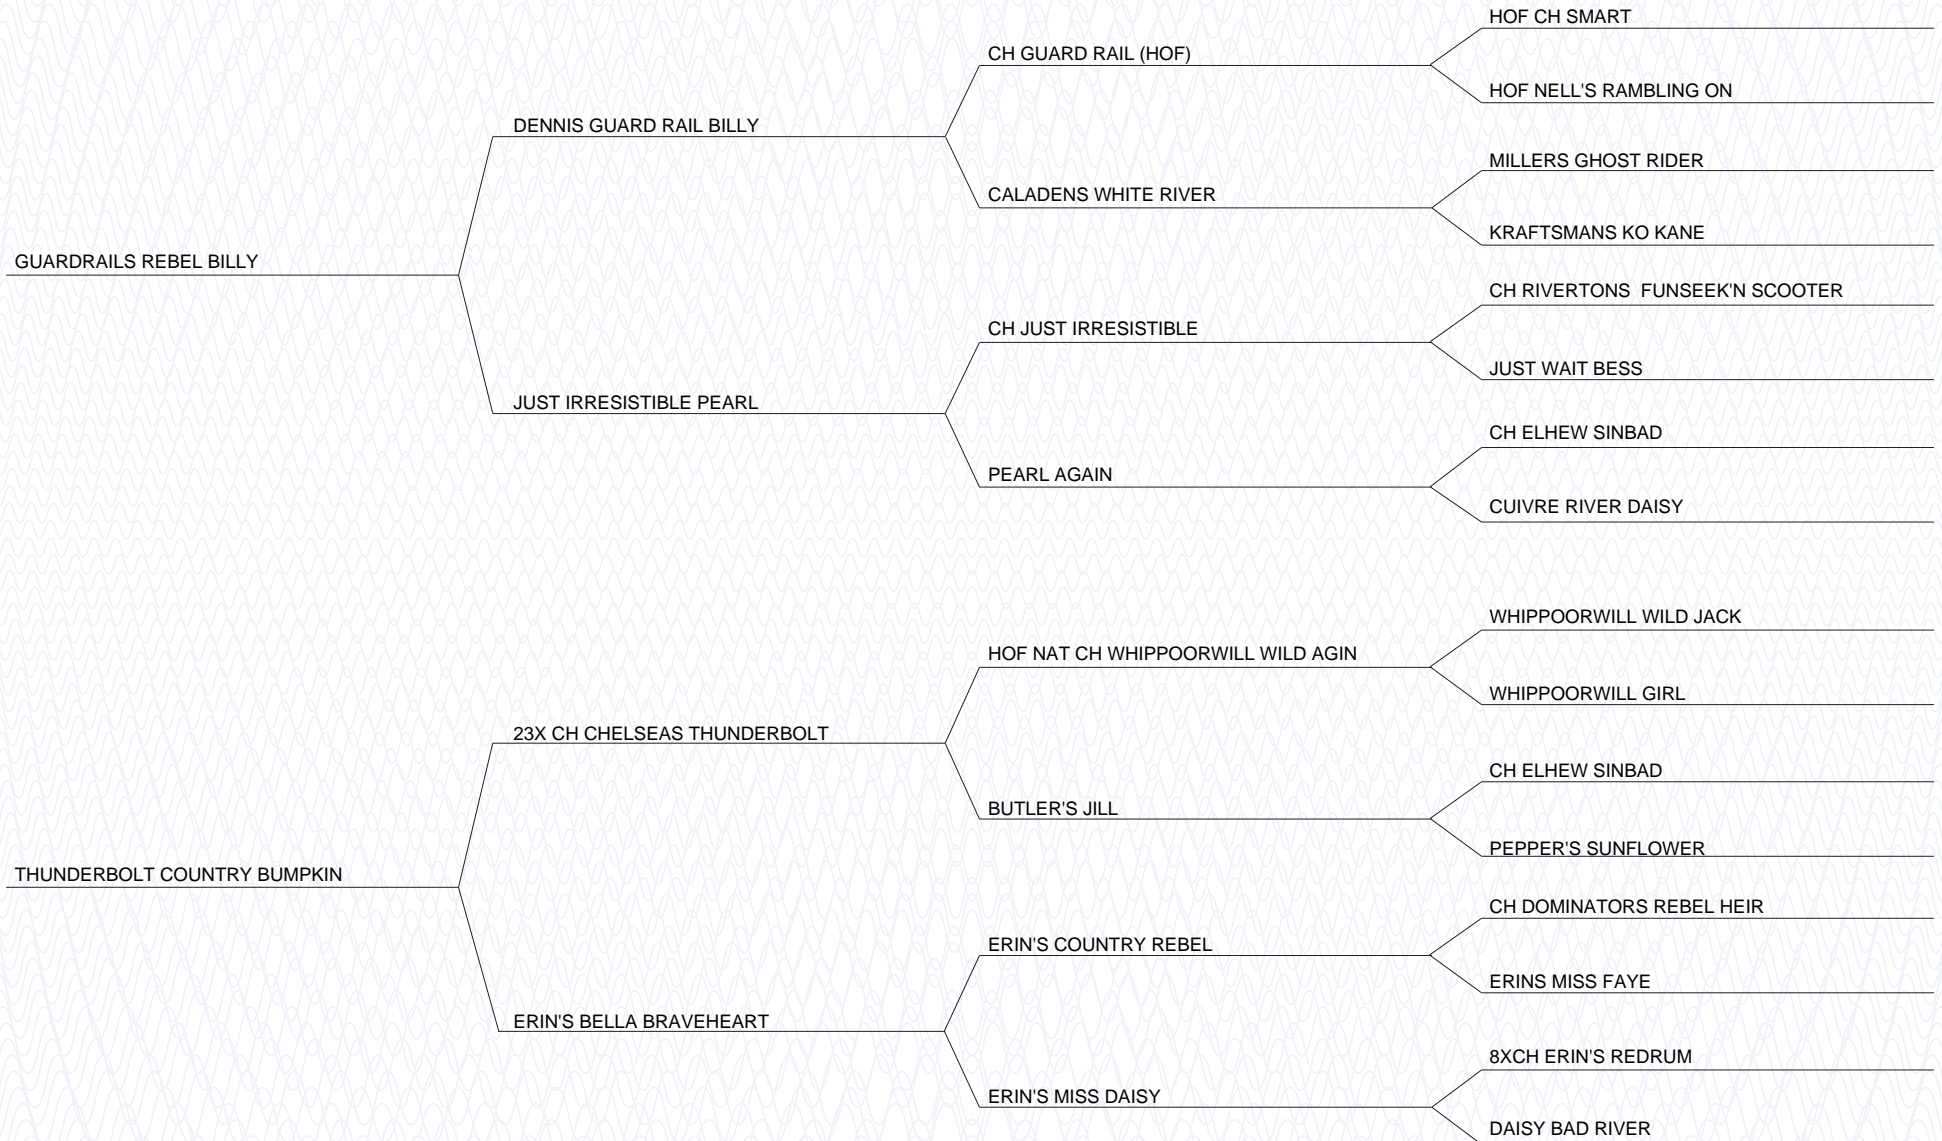 HOF CH SMART
CH GUARD RAIL (HOF)
HOF NELL'S RAMBLING ON
DENNIS GUARD RAIL BILLY
MILLERS GHOST RIDER
CALADENS WHITE RIVER
KRAFTSMANS KO KANE
GUARDRAILS REBEL BILLY
CH RIVERTONS  FUNSEEK'N SCOOTER
CH JUST IRRESISTIBLE
JUST WAIT BESS
JUST IRRESISTIBLE PEARL
CH ELHEW SINBAD
PEARL AGAIN
CUIVRE RIVER DAISY
WHIPPOORWILL WILD JACK
HOF NAT CH WHIPPOORWILL WILD AGIN
WHIPPOORWILL GIRL
23X CH CHELSEAS THUNDERBOLT
CH ELHEW SINBAD
BUTLER'S JILL
PEPPER'S SUNFLOWER
THUNDERBOLT COUNTRY BUMPKIN
CH DOMINATORS REBEL HEIR
ERIN'S COUNTRY REBEL
ERINS MISS FAYE
ERIN'S BELLA BRAVEHEART
8XCH ERIN'S REDRUM
ERIN'S MISS DAISY
DAISY BAD RIVER